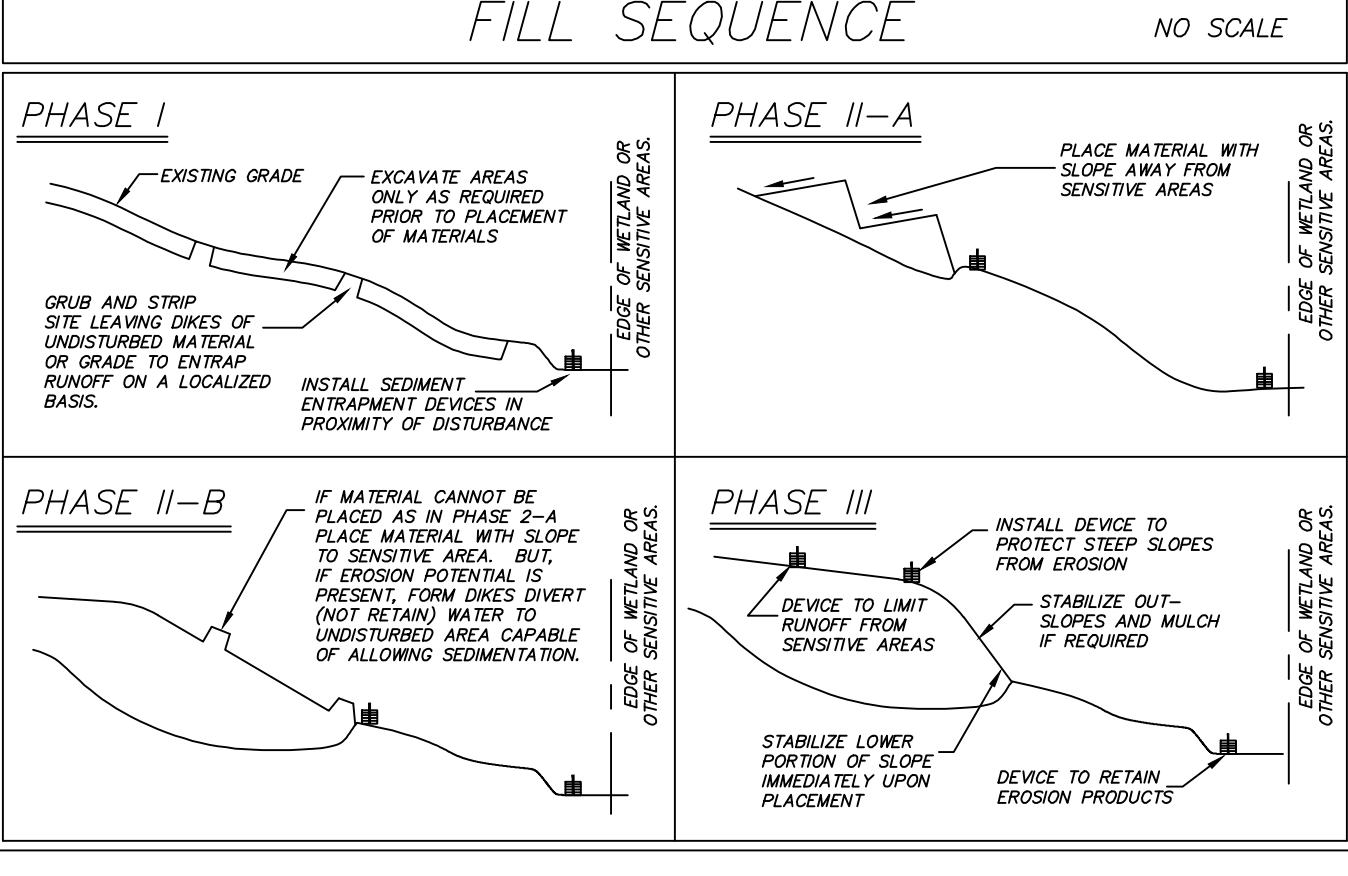 FILL SEQUENCE
NO SCALE
PHASE I
EXISTING GRADE
EXCAVATE AREAS
ONLY AS REQUIRED
PRIOR TO PLACEMENT
OF MATERIALS
GRUB AND STRIP
SITE LEAVING DIKES OF
UNDISTURBED MATERIAL
OR GRADE TO ENTRAP
RUNOFF ON A LOCALIZED
BASIS.
INSTALL SEDIMENT
ENTRAPMENT DEVICES IN
PROXIMITY OF DISTURBANCE
EDGE OF WETLAND OR
OTHER SENSITIVE AREAS.
PHASE II-A
PLACE MATERIAL WITH
SLOPE AWAY FROM
SENSITIVE AREAS
EDGE OF WETLAND OR
OTHER SENSITIVE AREAS.
PHASE II-B
IF MATERIAL CANNOT BE
PLACED AS IN PHASE 2-A
PLACE MATERIAL WITH SLOPE
TO SENSITIVE AREA. BUT,
IF EROSION POTENTIAL IS
PRESENT, FORM DIKES DIVERT
(NOT RETAIN) WATER TO
UNDISTURBED AREA CAPABLE
OF ALLOWING SEDIMENTATION.
EDGE OF WETLAND OR
OTHER SENSITIVE AREAS.
PHASE III
INSTALL DEVICE TO
PROTECT STEEP SLOPES
FROM EROSION
DEVICE TO LIMIT
RUNOFF FROM
SENSITIVE AREAS
STABILIZE OUT-
SLOPES AND MULCH
IF REQUIRED
STABILIZE LOWER
PORTION OF SLOPE
IMMEDIATELY UPON
PLACEMENT
DEVICE TO RETAIN
EROSION PRODUCTS
EDGE OF WETLAND OR
OTHER SENSITIVE AREAS.